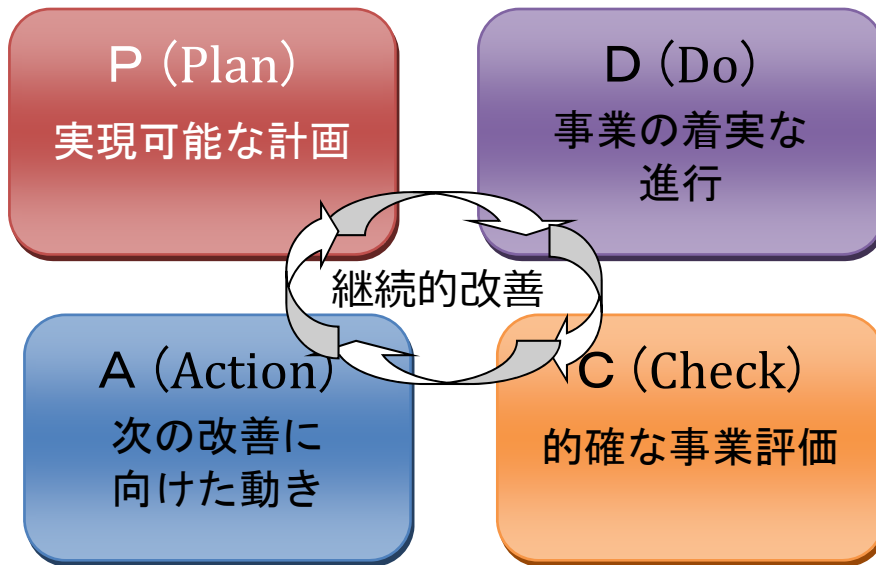 P（Plan）
実現可能な計画
D（Do）
事業の着実な
進行
継続的改善
A（Action）
次の改善に
向けた動き
C（Check）
的確な事業評価